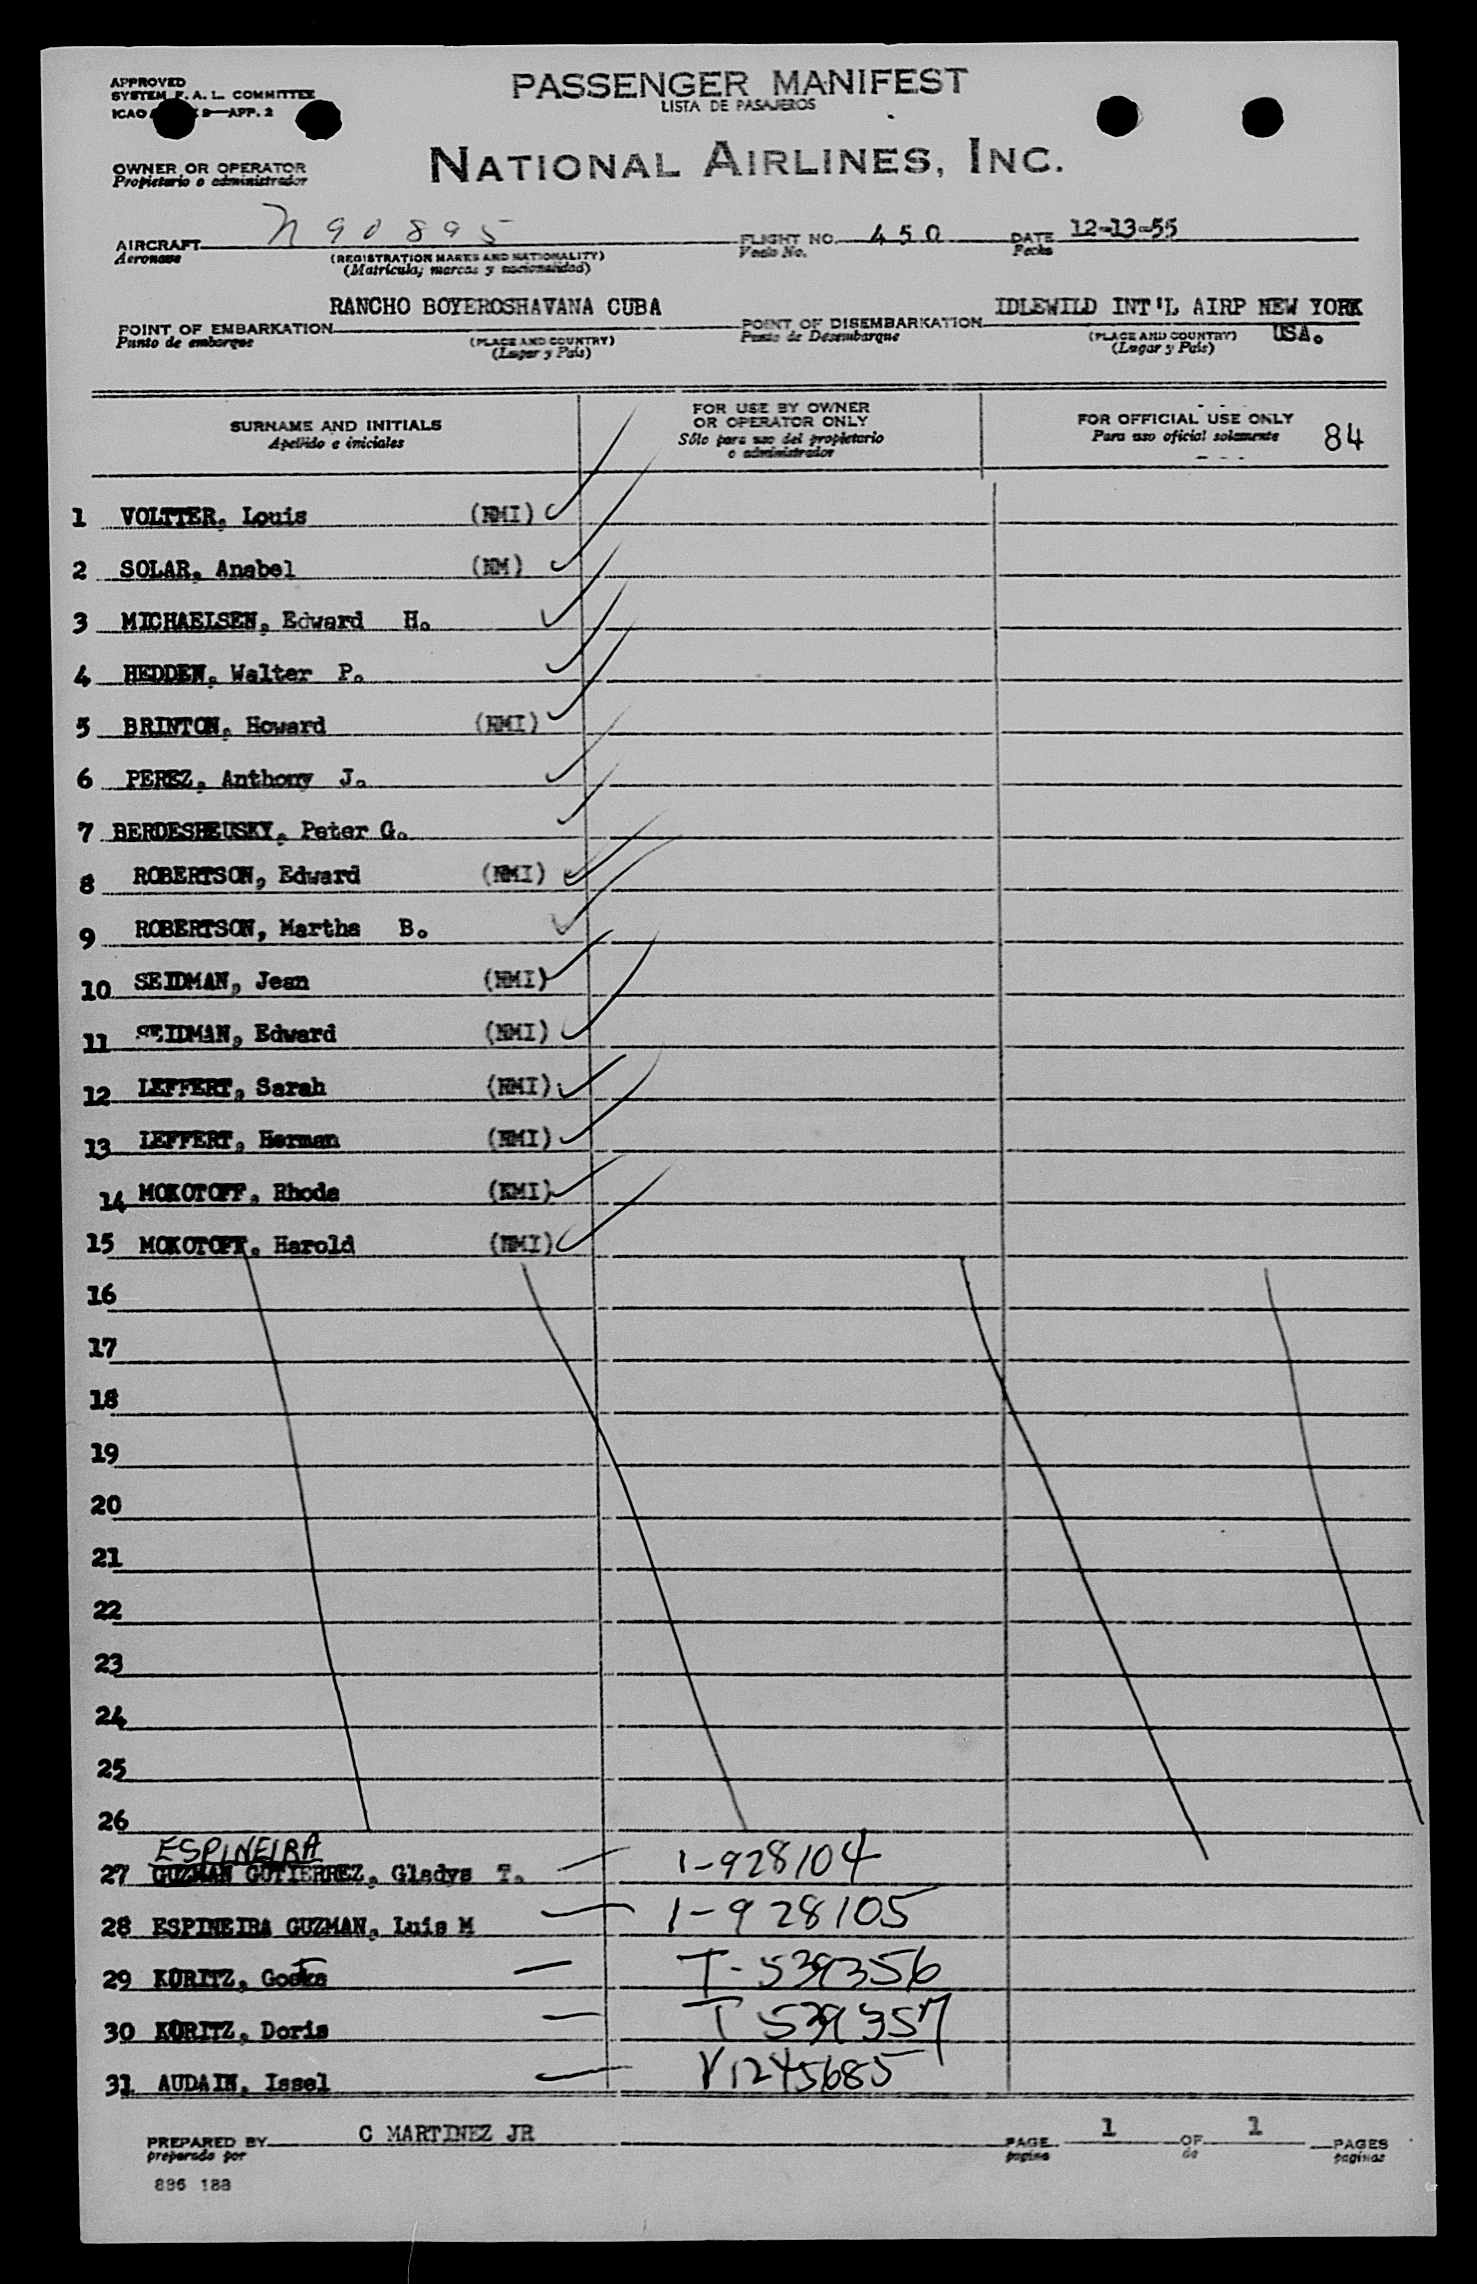 APPROVED
SYSTEM F. A. L. COMMITTEE
ICAO 9—APP. 2
PASSENGER MANIFEST
LISTA DE PASAJEROS
OWNER OR OPERATOR
Propietario o administrador
NATIONAL AIRLINES, INC.
AIRCRAFT N90895 FLIGHT NO. 450 DATE 12-13-55
Aeronave (REGISTRATION MARKS AND NATIONALITY) Vuelo No. Fecha
(Matrícula; marcas y nacionalidad)
RANCHO BOYEROSHAVANA CUBA IDLEWILD INT'L AIRP NEW YORK
POINT OF EMBARKATION POINT OF DISEMBARKATION USA.
Punto de embarque (PLACE AND COUNTRY) Punto de Desembarque (PLACE AND COUNTRY)
(Lugar y País) (Lugar y País)
SURNAME AND INITIALS
Apellido e iniciales
FOR USE BY OWNER
OR OPERATOR ONLY
Sólo para uso del propietario
o administrador
FOR OFFICIAL USE ONLY
Para uso oficial solamente
84
1 VOLTTER, Louis (NMI)
2 SOLAR, Anabel (NM)
3 MICHAELSEN, Edward H.
4 HEDDEN, Walter P.
5 BRINTON, Howard (NMI)
6 PEREZ, Anthony J.
7 BERDESHEUSKY, Peter G.
8 ROBERTSON, Edward (NMI)
9 ROBERTSON, Martha B.
10 SEIDMAN, Jean (NMI)
11 SEIDMAN, Edward (NMI)
12 LEFFERT, Sarah (NMI)
13 LEFFERT, Herman (NMI)
14 MOKOTOFF, Rhoda (NMI)
15 MOKOTOFF, Harold (NMI)
16
17
18
19
20
21
22
23
24
25
26
ESPINEIRA
27 GUZMAN GUTIERREZ, Gladys T. 1-928104
28 ESPINEIRA GUZMAN, Luis M 1-928105
29 KORITZ, T-539356
30 KORITZ, Doris T 539357
31 AUDAIN, Issel V1245685
PREPARED BY C MARTINEZ JR PAGE 1 OF 1 PAGES
preparado por página de páginas
886 188